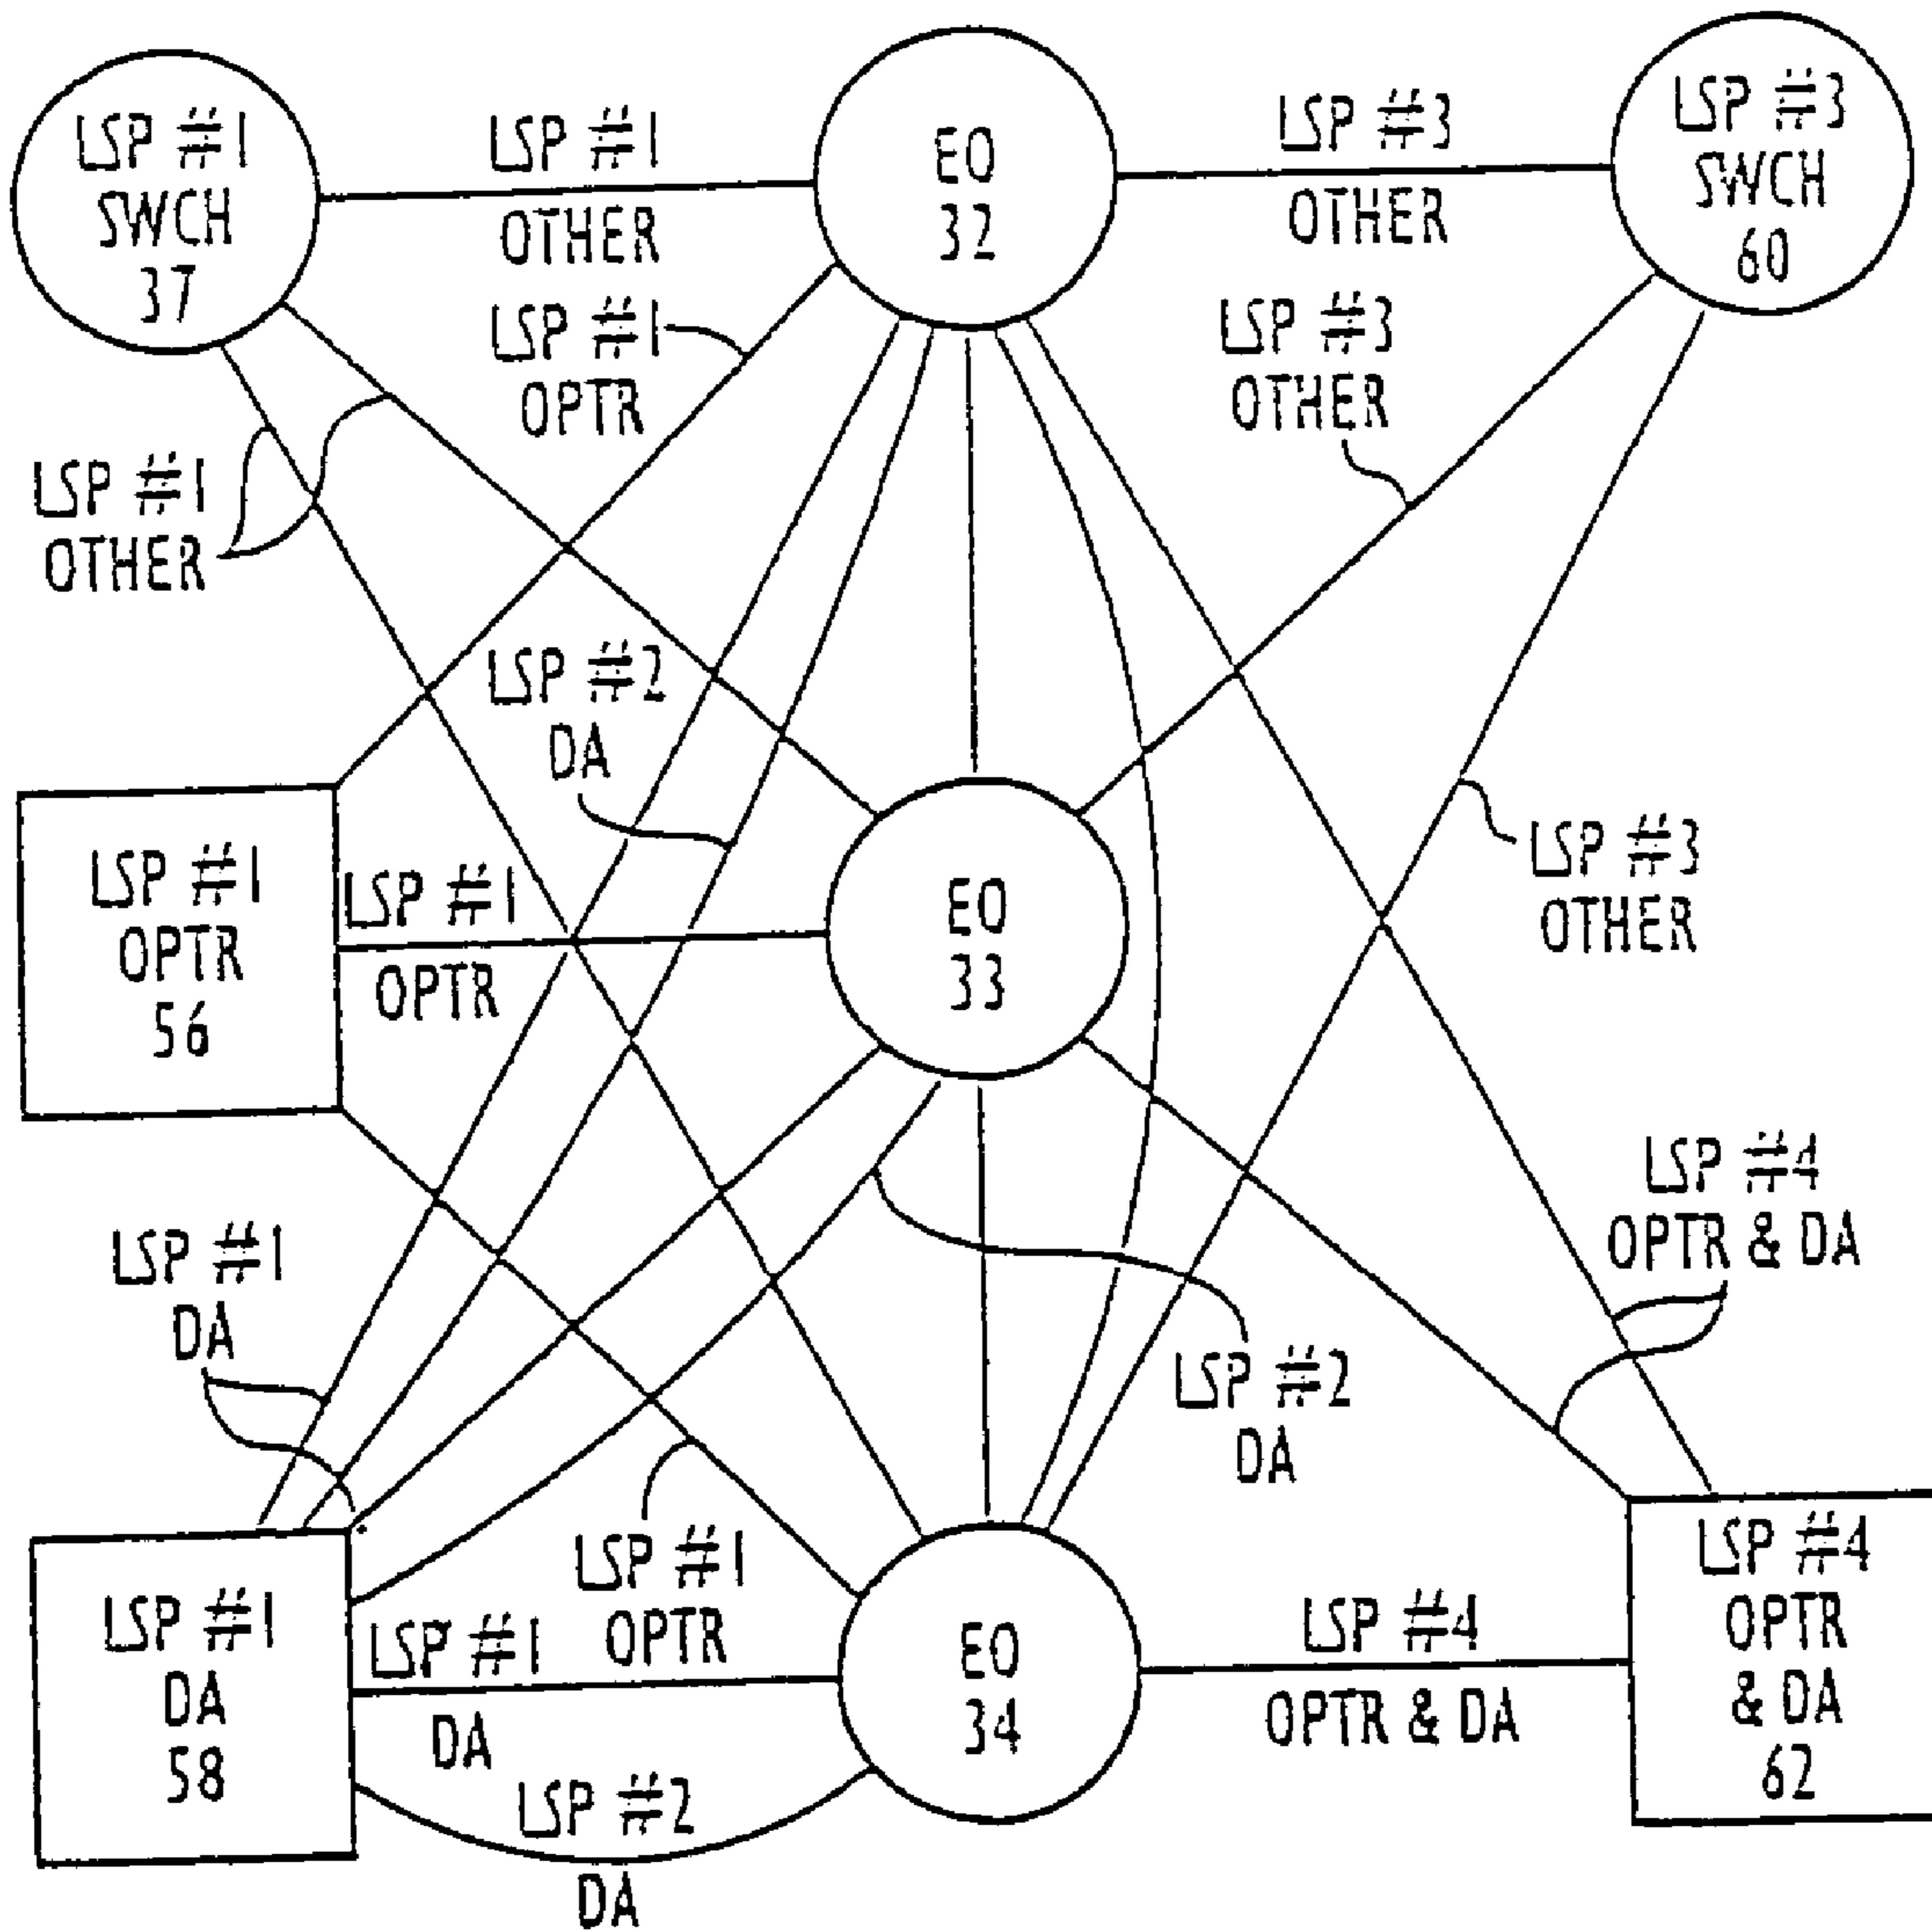 LSP #1
SWCH
37
LSP #1
OTHER
EO
32
LSP #3
OTHER
LSP #3
SWCH
60
LSP #1
OPTR
LSP #3
OTHER
LSP #1
OTHER
LSP #2
DA
LSP #1
OPTR
56
LSP #1
OPTR
EO
33
LSP #3
OTHER
LSP #4
OPTR & DA
LSP #1
DA
LSP #2
DA
LSP #1
OPTR
LSP #1
DA
58
LSP #1
DA
LSP #2
DA
EO
34
LSP #4
OPTR & DA
LSP #4
OPTR
& DA
62